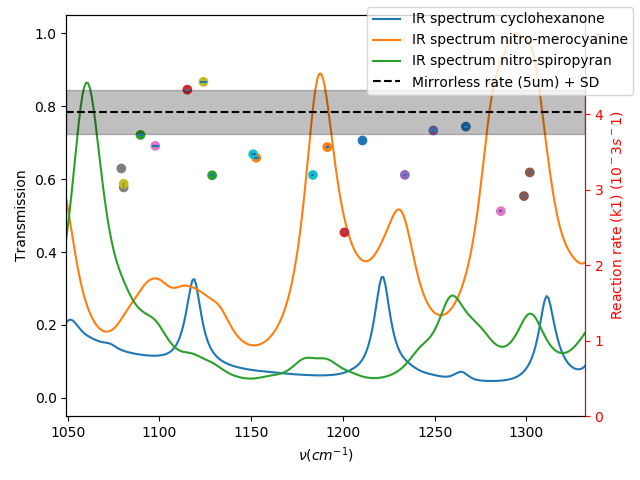 IR spectrum cyclohexanone
IR spectrum nitro-merocyanine
IR spectrum nitro-spiropyran
Mirrorless rate (5um) + SD
1.0
0.8
0.6
0.4
0.2
0.0
Transmission
4
3
2
1
0
Reaction rate (k1) (10⁻3s⁻1)
1050
1100
1150
1200
1250
1300
ν(cm⁻¹)